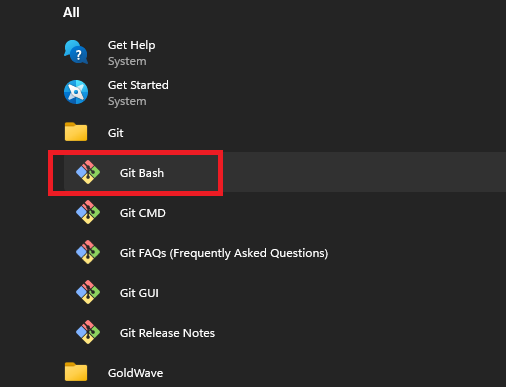 All
Get Help
System
Get Started
System
Git
Git Bash
Git CMD
Git FAQs (Frequently Asked Questions)
Git GUI
Git Release Notes
GoldWave